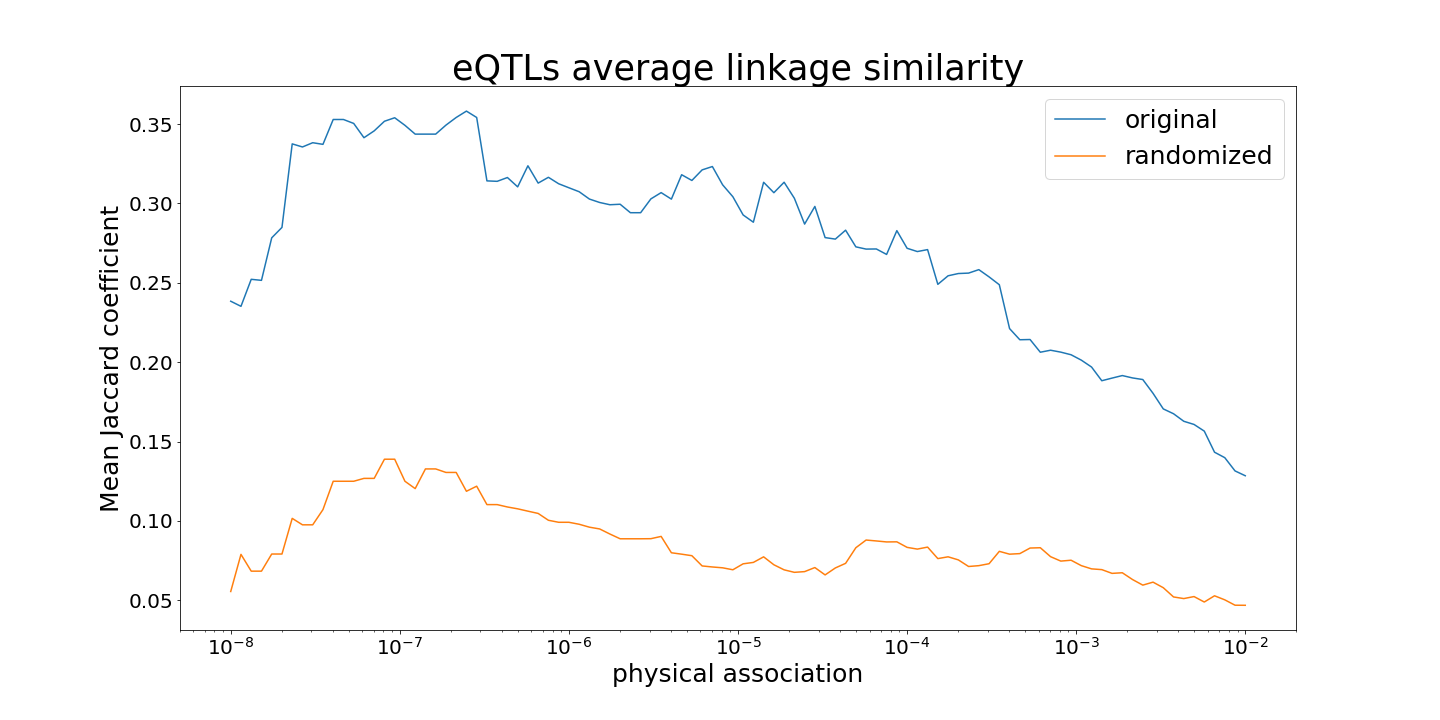 eQTLs average linkage similarity
original
randomized
Mean Jaccard coefficient
0.35
0.30
0.25
0.20
0.15
0.10
0.05
10⁻⁸ 10⁻⁷ 10⁻⁶ 10⁻⁵ 10⁻⁴ 10⁻³ 10⁻²
physical association